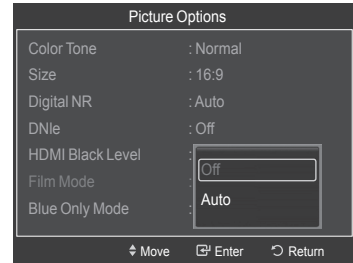 Picture Options
Color Tone : Normal
Size : 16:9
Digital NR : Auto
DNIe : Off
HDMI Black Level :
Off
Film Mode
Auto
Blue Only Mode :
Move Enter Return